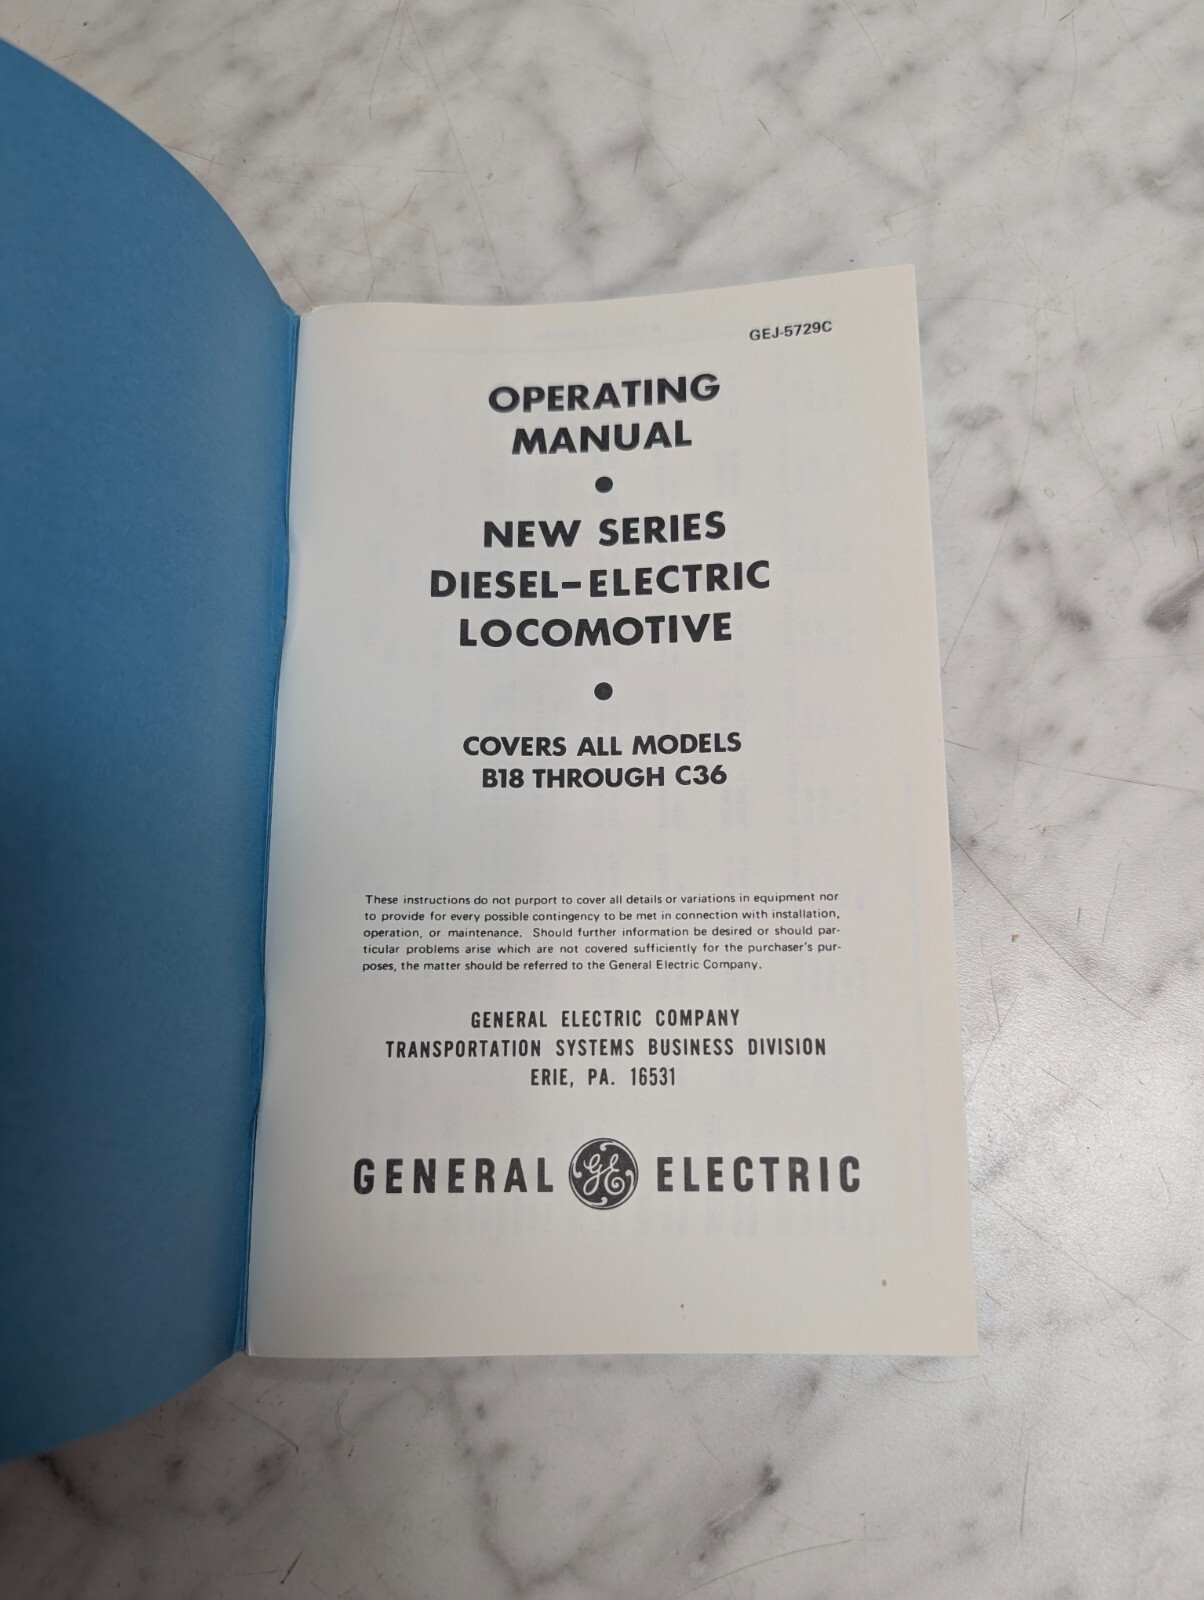 GEJ-5729C
OPERATING
MANUAL
•
NEW SERIES
DIESEL-ELECTRIC
LOCOMOTIVE
•
COVERS ALL MODELS
B18 THROUGH C36
These instructions do not purport to cover all details or variations in equipment nor
to provide for every possible contingency to be met in connection with installation,
operation, or maintenance. Should further information be desired or should par-
ticular problems arise which are not covered sufficiently for the purchaser's pur-
poses, the matter should be referred to the General Electric Company.
GENERAL ELECTRIC COMPANY
TRANSPORTATION SYSTEMS BUSINESS DIVISION
ERIE, PA. 16531
GENERAL GE ELECTRIC